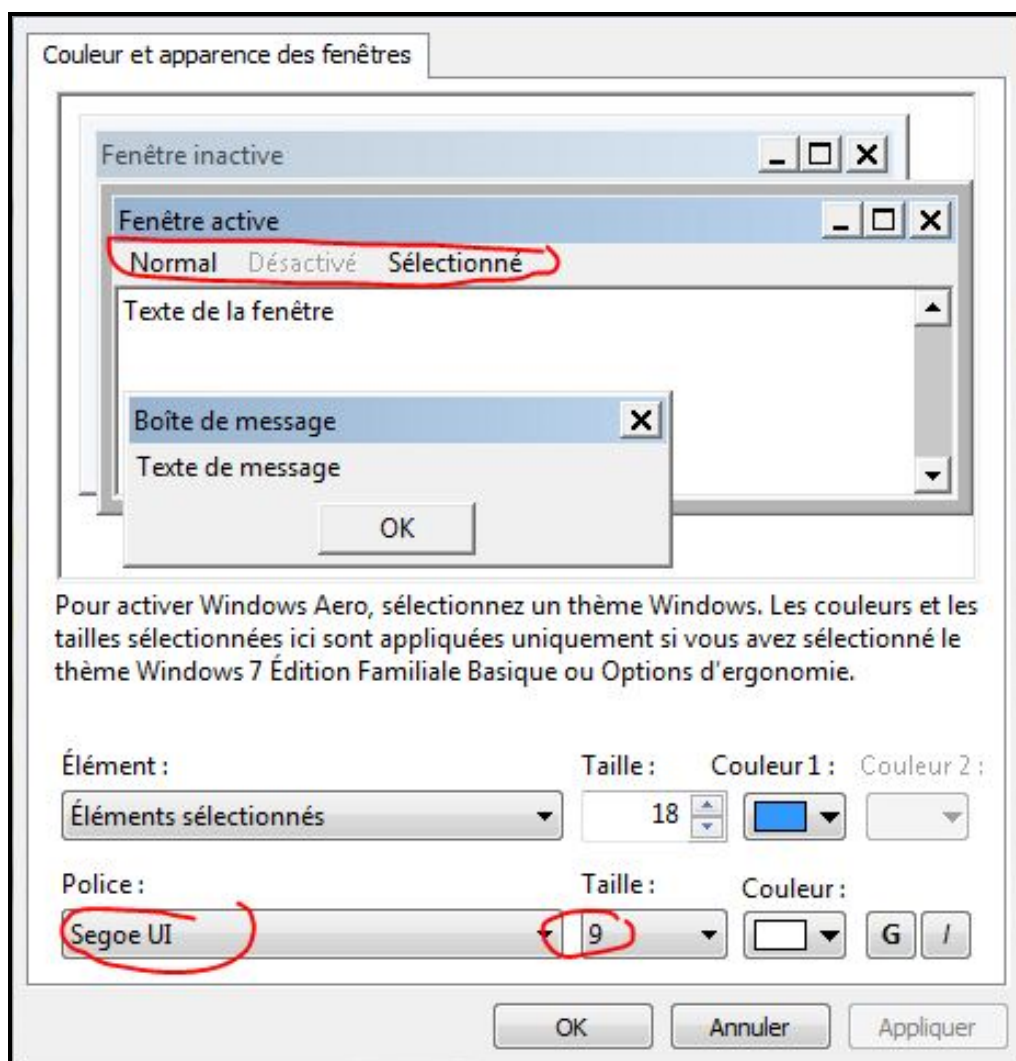 Couleur et apparence des fenêtres
Fenêtre inactive
Fenêtre active
Normal Désactivé Sélectionné
Texte de la fenêtre
Boîte de message
Texte de message
OK
Pour activer Windows Aero, sélectionnez un thème Windows. Les couleurs et les
tailles sélectionnées ici sont appliquées uniquement si vous avez sélectionné le
thème Windows 7 Édition Familiale Basique ou Options d'ergonomie.
Élément : Taille : Couleur 1 : Couleur 2 :
Éléments sélectionnés 18
Police : Taille : Couleur :
Segoe UI 9 G I
OK Annuler Appliquer